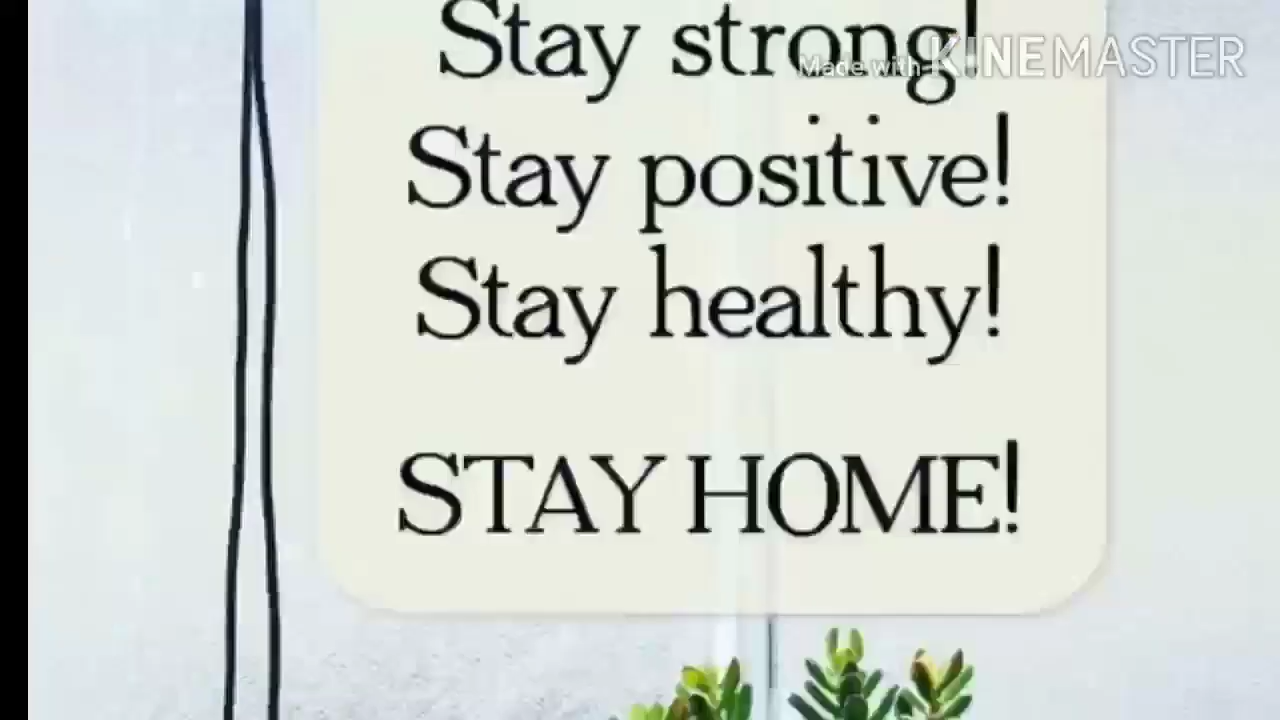 Stay strong!
Made with KINEMASTER
Stay positive!
Stay healthy!
STAY HOME!